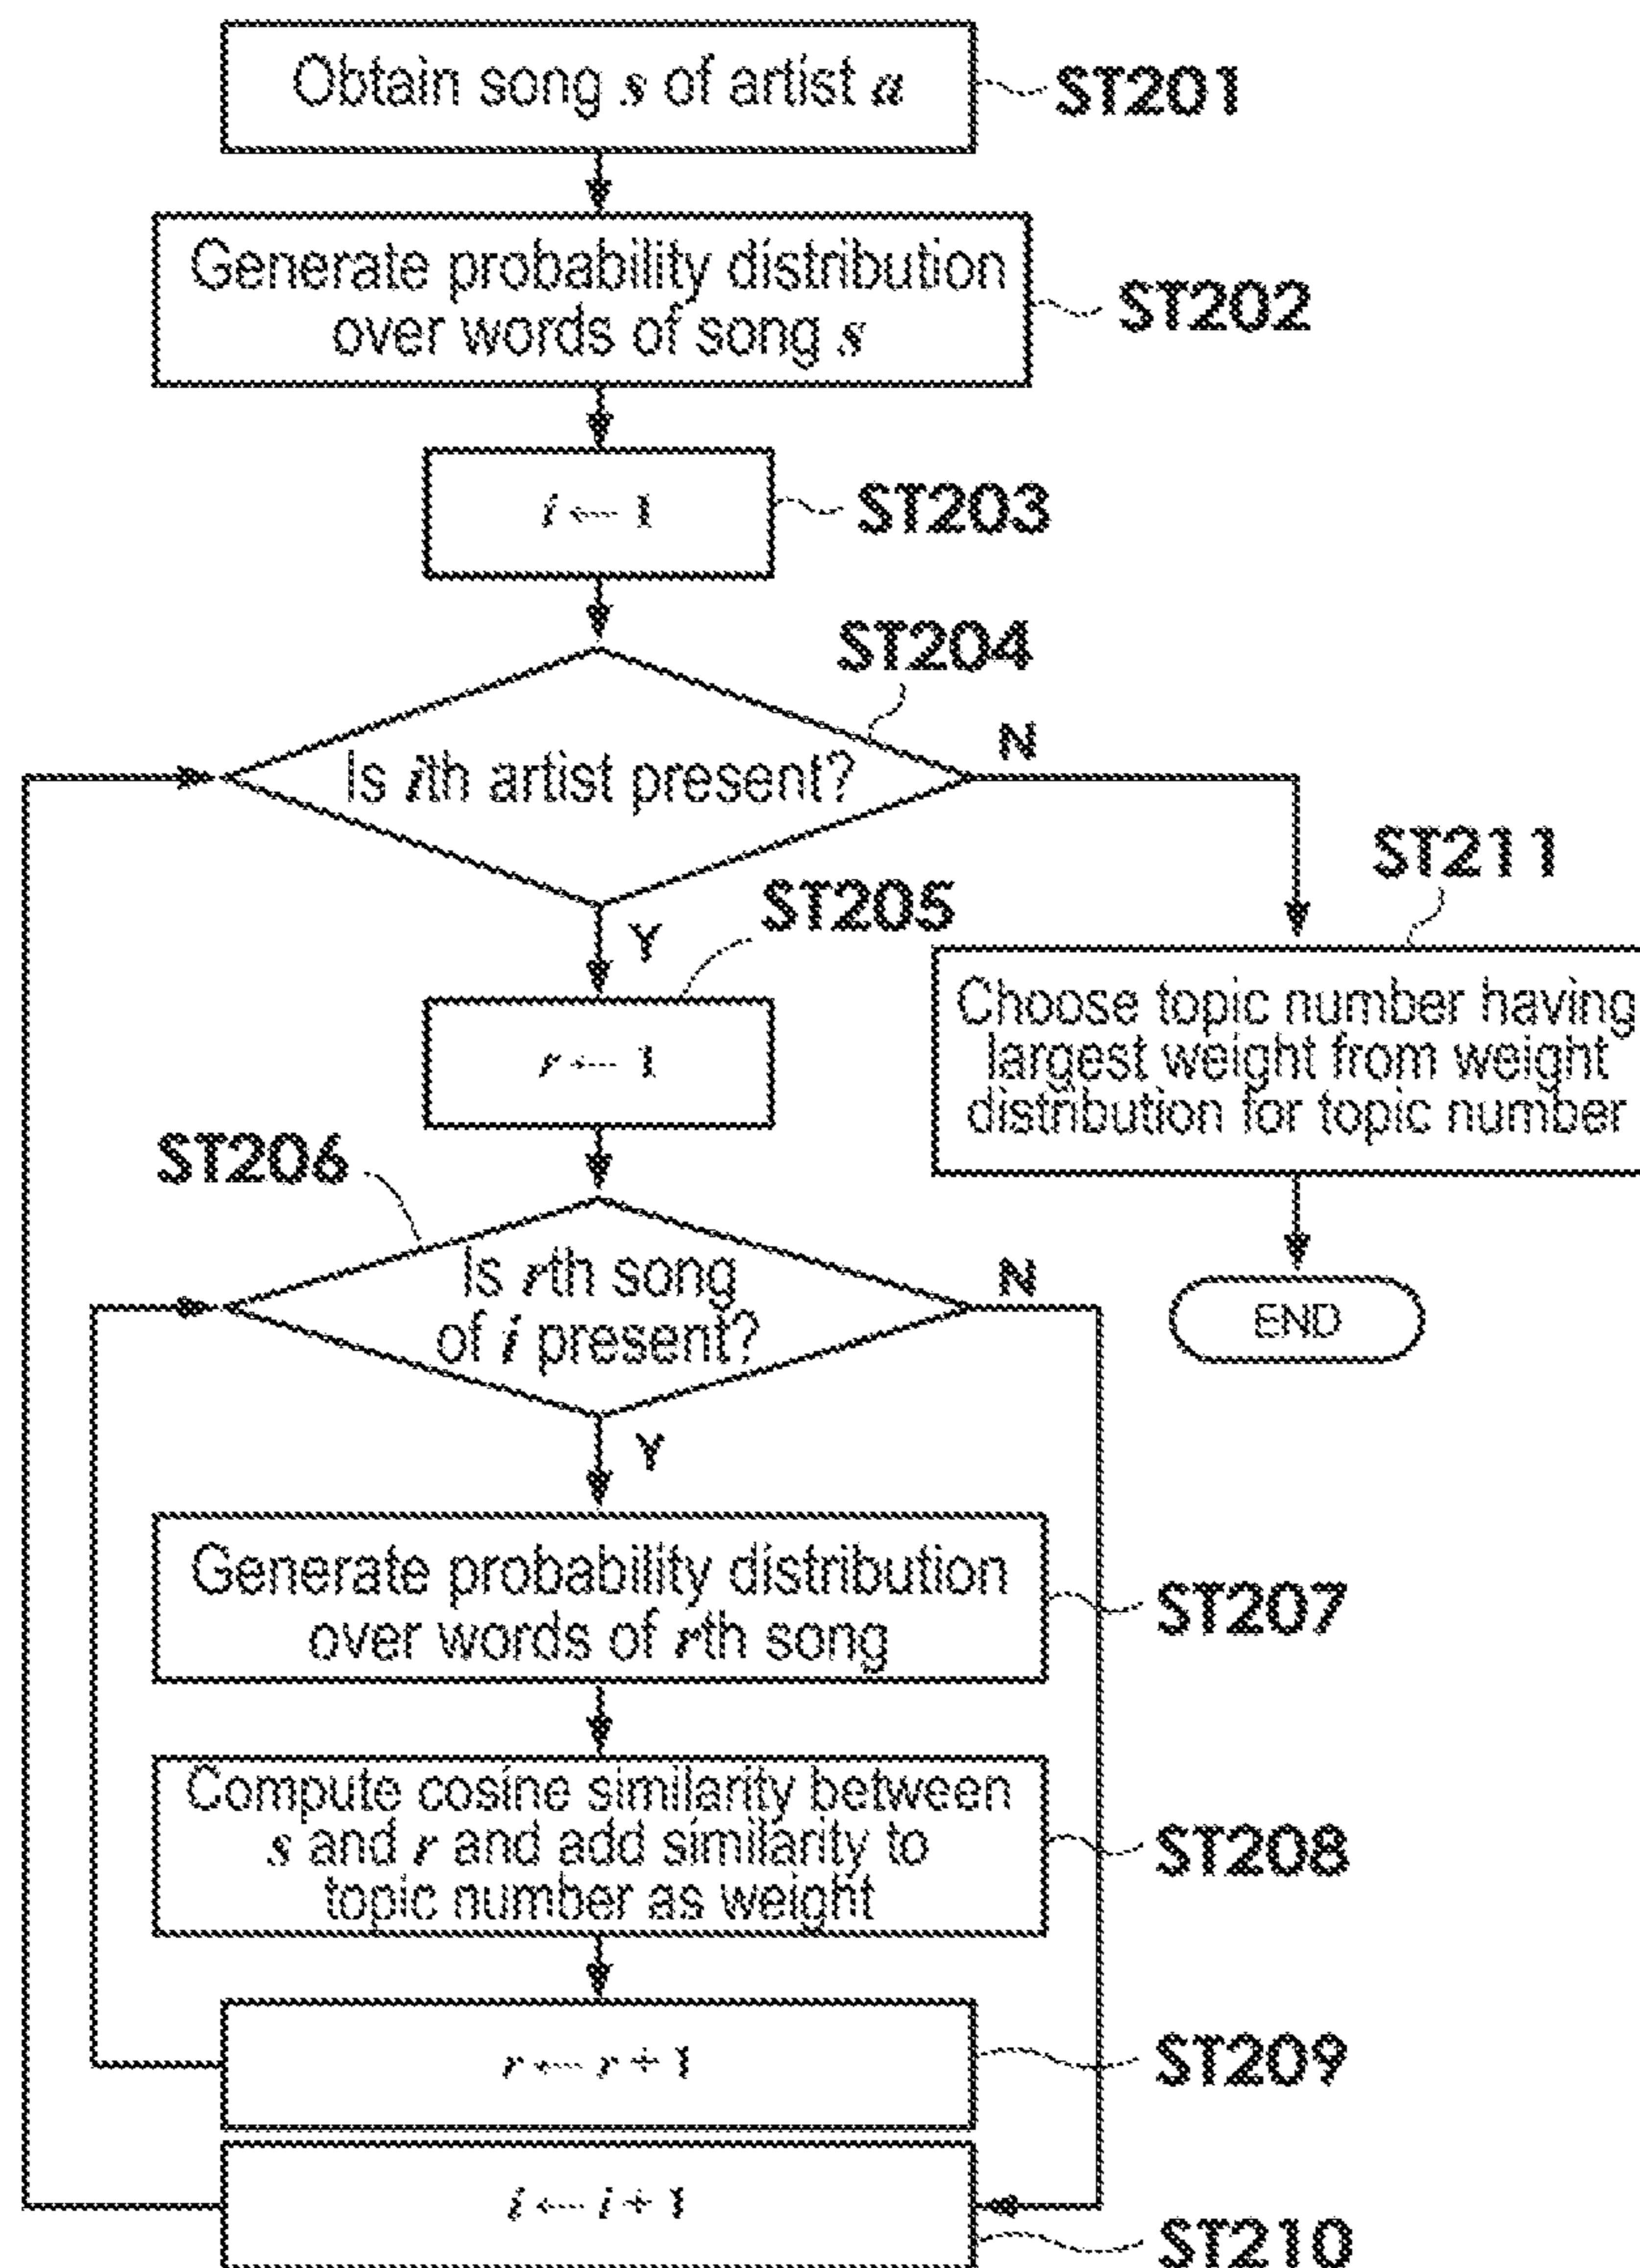 Obtain song s of artist a
ST201
Generate probability distribution
over words of song s
ST202
i ← 1
ST203
ST204
Is ith artist present?
N
Y
ST205
ST211
r ← 1
Choose topic number having
largest weight from weight
distribution for topic number
ST206
Is rth song
of i present?
N
END
Y
Generate probability distribution
over words of rth song
ST207
Compute cosine similarity between
s and r and add similarity to
topic number as weight
ST208
r ← r + 1
ST209
i ← i + 1
ST210